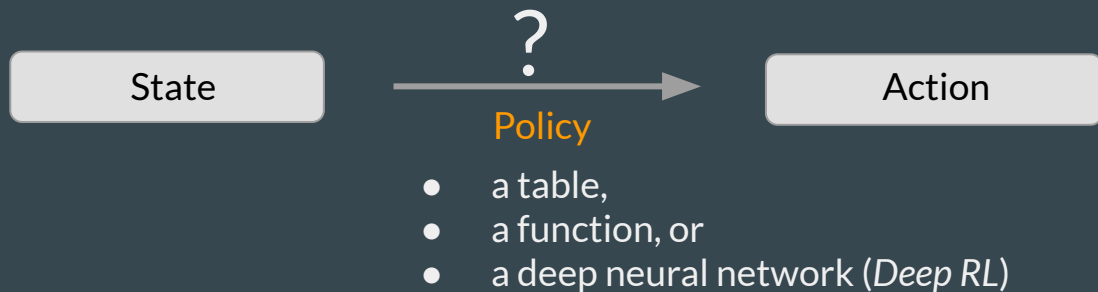 ?
State
Action
Policy
● a table,
● a function, or
● a deep neural network (Deep RL)